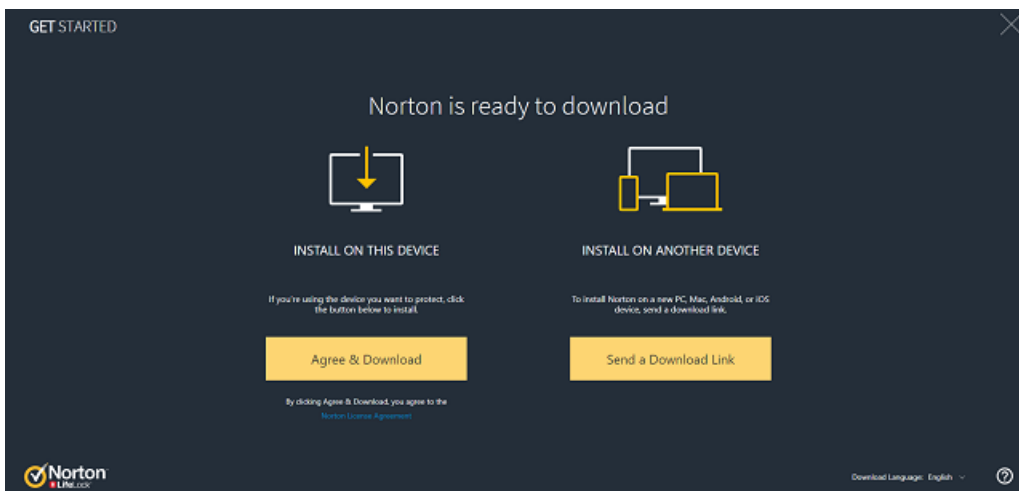 GET STARTED
Norton is ready to download
INSTALL ON THIS DEVICE
If you're using the device you want to protect, click
the button below to install.
Agree & Download
By clicking Agree & Download, you agree to the
Norton License Agreement
INSTALL ON ANOTHER DEVICE
To install Norton on a new PC, Mac, Android, or iOS
device, send a download link.
Send a Download Link
Norton
LifeLock
Download Language: English
?